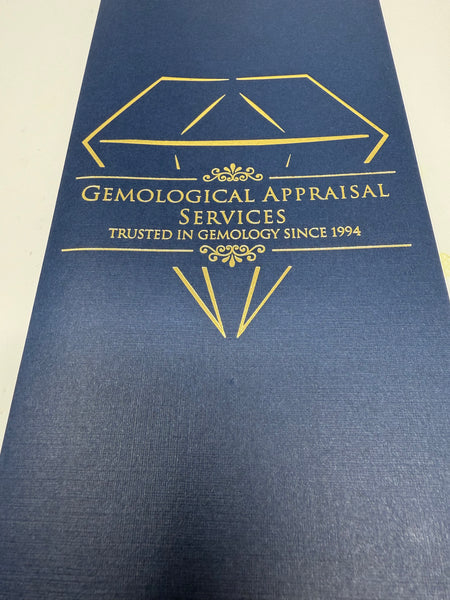 GEMOLOGICAL APPRAISAL
SERVICES
TRUSTED IN GEMOLOGY SINCE 1994